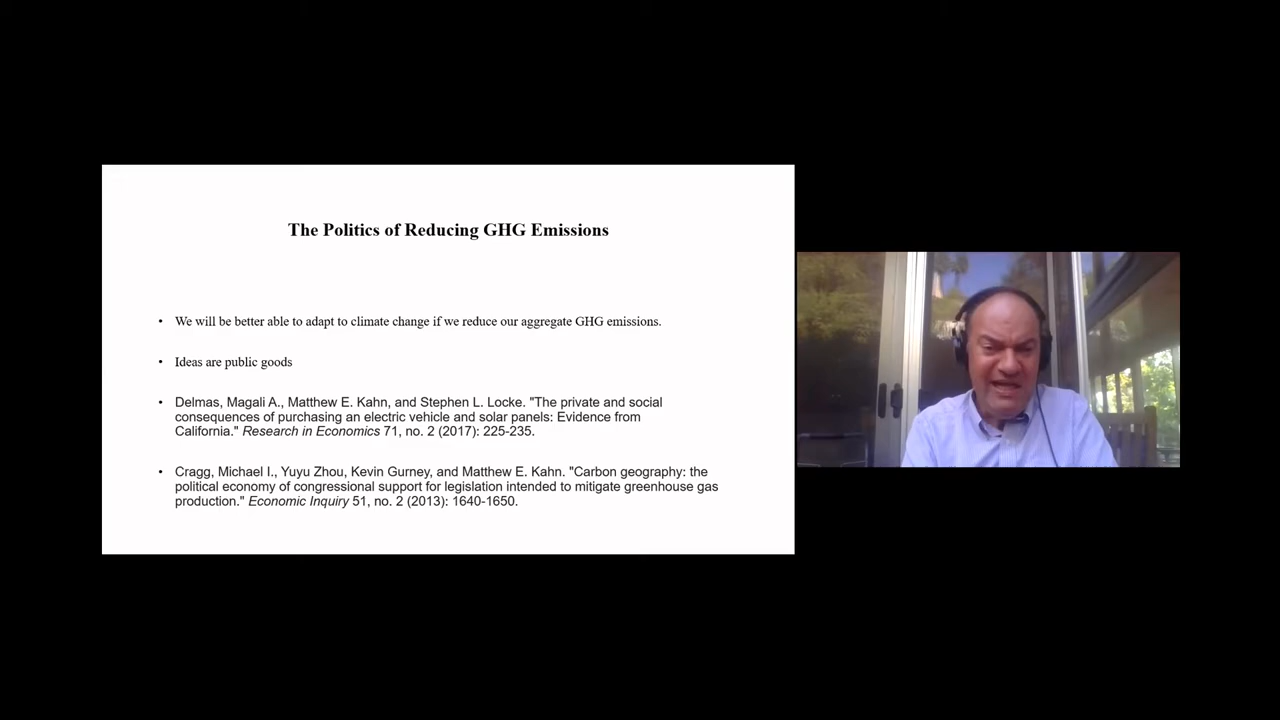 The Politics of Reducing GHG Emissions
• We will be better able to adapt to climate change if we reduce our aggregate GHG emissions.
• Ideas are public goods
• Delmas, Magali A., Matthew E. Kahn, and Stephen L. Locke. "The private and social
consequences of purchasing an electric vehicle and solar panels: Evidence from
California." Research in Economics 71, no. 2 (2017): 225-235.
• Cragg, Michael I., Yuyu Zhou, Kevin Gurney, and Matthew E. Kahn. "Carbon geography: the
political economy of congressional support for legislation intended to mitigate greenhouse gas
production." Economic Inquiry 51, no. 2 (2013): 1640-1650.